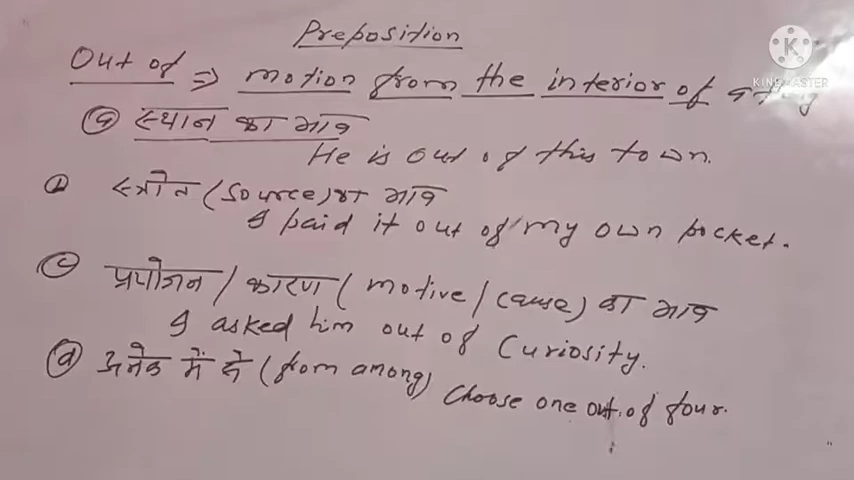 Preposition
K
KINEMASTER
Out of ⇒ motion from the interior of a thing
(a) स्थान का भाव
He is out of this town.
(b) स्त्रोत (Source) का भाव
I paid it out of my own pocket.
(c) प्रयोजन / कारण ( motive / cause) का भाव
I asked him out of Curiosity.
(d) अनेक में से (from among) Choose one out of four.